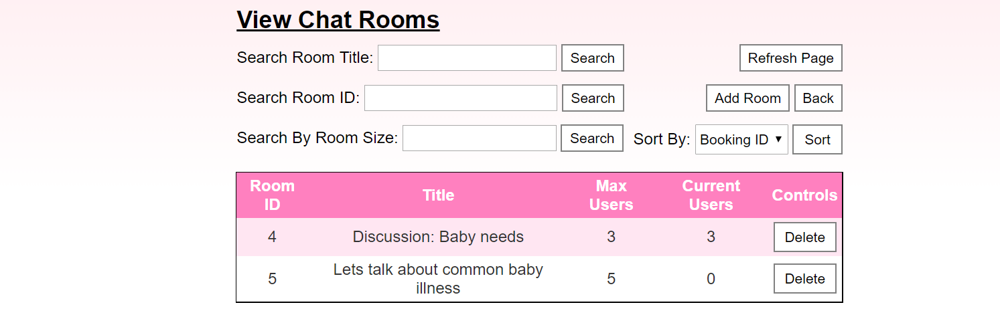 View Chat Rooms
Search Room Title: Search Refresh Page
Search Room ID: Search Add Room Back
Search By Room Size: Search Sort By: Booking ID ▼ Sort
Room ID Title Max Users Current Users Controls
4 Discussion: Baby needs 3 3 Delete
5 Lets talk about common baby illness 5 0 Delete